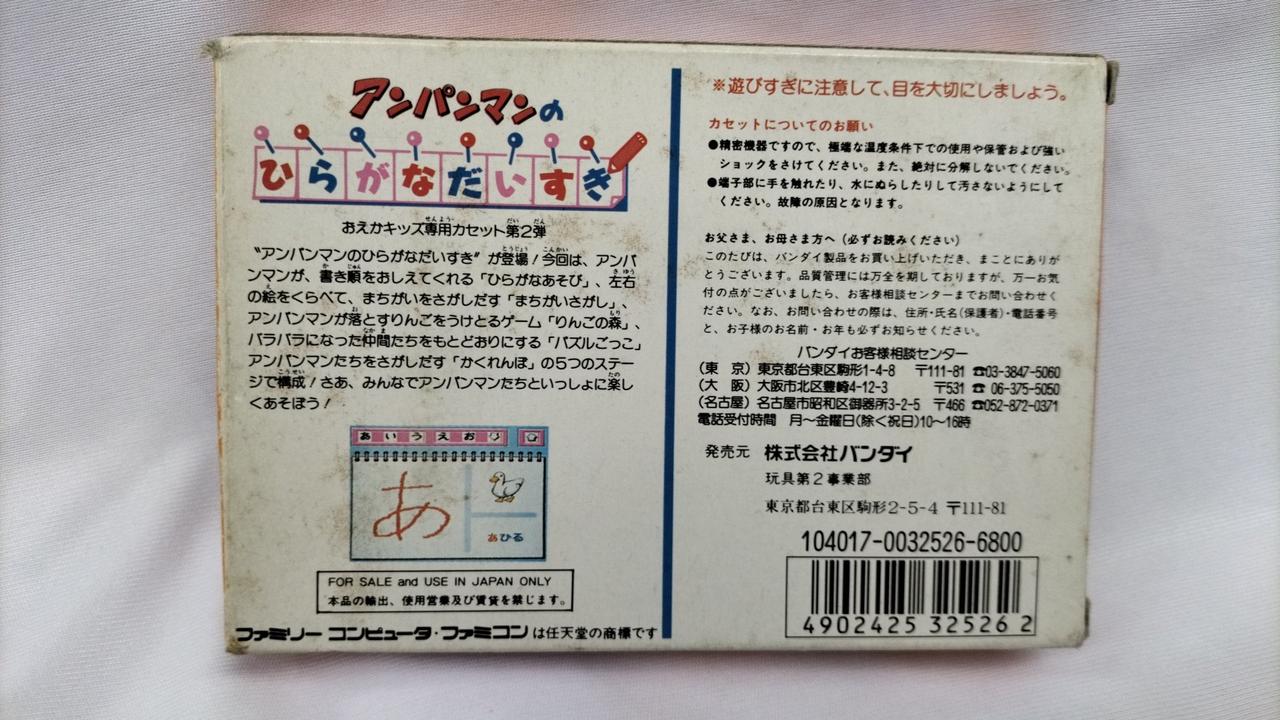 アンパンマンの
ひらがなだいすき
おえかキッズ専用カセット第2弾
"アンパンマンのひらがなだいすき"が登場！今回は、アンパ
ンマンが、書き順をおしえてくれる「ひらがなあそび」、左右
の絵をくらべて、まちがいをさがしだす「まちがいさがし」、
アンパンマンが落とすりんごをうけとるゲーム「りんごの森」、
バラバラになった仲間たちをもとどおりにする「パズルごっこ」
アンパンマンたちをさがしだす「かくれんぼ」の5つのステー
ジで構成！さあ、みんなでアンパンマンたちといっしょに楽し
くあそぼう！
あいうえお
あ
あひる
FOR SALE and USE IN JAPAN ONLY
本品の輸出、使用営業及び賃貸を禁じます。
ファミリーコンピュータ・ファミコンは任天堂の商標です
※遊びすぎに注意して、目を大切にしましょう。
カセットについてのお願い
●精密機器ですので、極端な温度条件下での使用や保管および強い
ショックをさけてください。また、絶対に分解しないでください。
●端子部に手を触れたり、水にぬらしたりして汚さないようにして
ください。故障の原因となります。
お父さま、お母さま方へ（必ずお読みください）
このたびは、バンダイ製品をお買い上げいただき、まことにありが
とうございます。品質管理には万全を期しておりますが、万一お気
付の点がございましたら、お客様相談センターまでお問い合わせく
ださい。なお、お問い合わせの際は、住所・氏名(保護者)・電話番号
と、お子様のお名前・お年も必ずお知らせください。
バンダイお客様相談センター
(東　京) 東京都台東区駒形1-4-8 〒111-81 ☎03-3847-5060
(大　阪) 大阪市北区豊崎4-12-3 〒531 ☎06-375-5050
(名古屋) 名古屋市昭和区御器所3-2-5 〒466 ☎052-872-0371
電話受付時間　月〜金曜日(除く祝日)10〜16時
発売元　株式会社バンダイ
玩具第2事業部
東京都台東区駒形2-5-4 〒111-81
104017-0032526-6800
4902425 32526 2